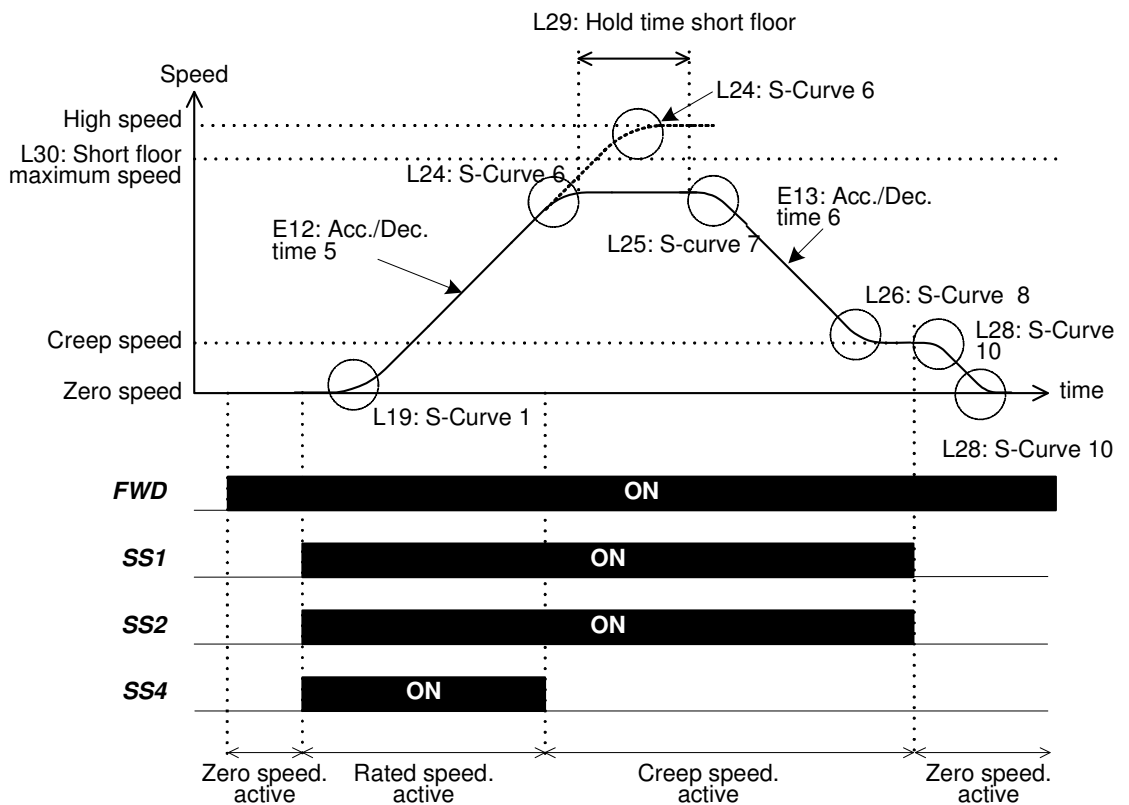 L29: Hold time short floor
Speed
L24: S-Curve 6
High speed
L30: Short floor
maximum speed
L24: S-Curve 6
E12: Acc./Dec.
time 5
E13: Acc./Dec.
time 6
L25: S-curve 7
L26: S-Curve 8
Creep speed
L28: S-Curve
10
Zero speed
time
L19: S-Curve 1
L28: S-Curve 10
FWD
ON
SS1
ON
SS2
ON
SS4
ON
Zero speed.
active
Rated speed.
active
Creep speed.
active
Zero speed.
active